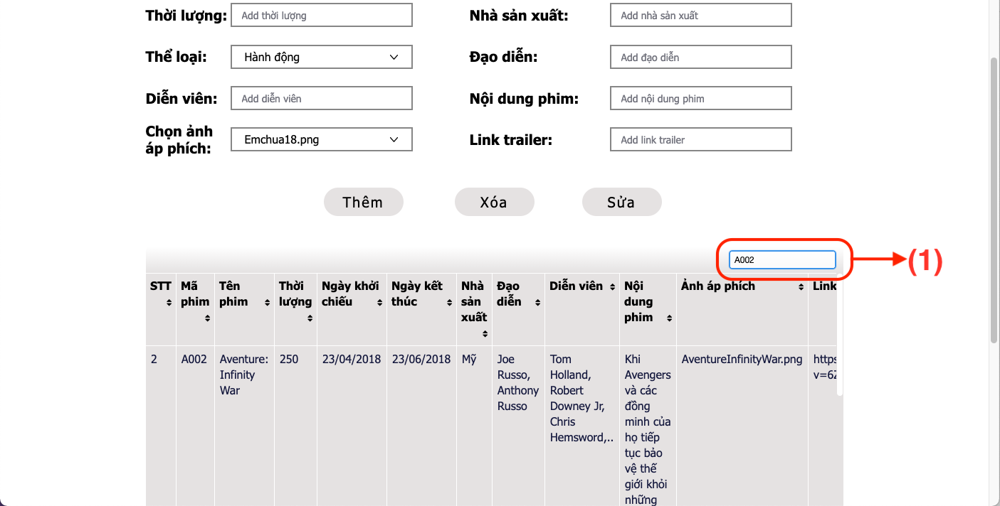 Thời lượng: Add thời lượng Nhà sản xuất: Add nhà sản xuất
Thể loại: Hành động Đạo diễn: Add đạo diễn
Diễn viên: Add diễn viên Nội dung phim: Add nội dung phim
Chọn ảnh
áp phích: Emchua18.png Link trailer: Add link trailer
Thêm Xóa Sửa
A002 (1)
STT Mã Tên Thời Ngày khởi Ngày kết Nhà Đạo Diễn viên Nội Ảnh áp phích Link
phim phim lượng chiếu thúc sản diễn dung
xuất phim
2 A002 Aventure: 250 23/04/2018 23/06/2018 Mỹ Joe Tom Khi AventureInfinityWar.png https
Infinity Russo, Holland, Avengers v=6Z
War Anthony Robert và các
Russo Downey Jr, đồng
Chris minh của
Hemsword,.. họ tiếp
tục bảo
vệ thế
giới khỏi
những